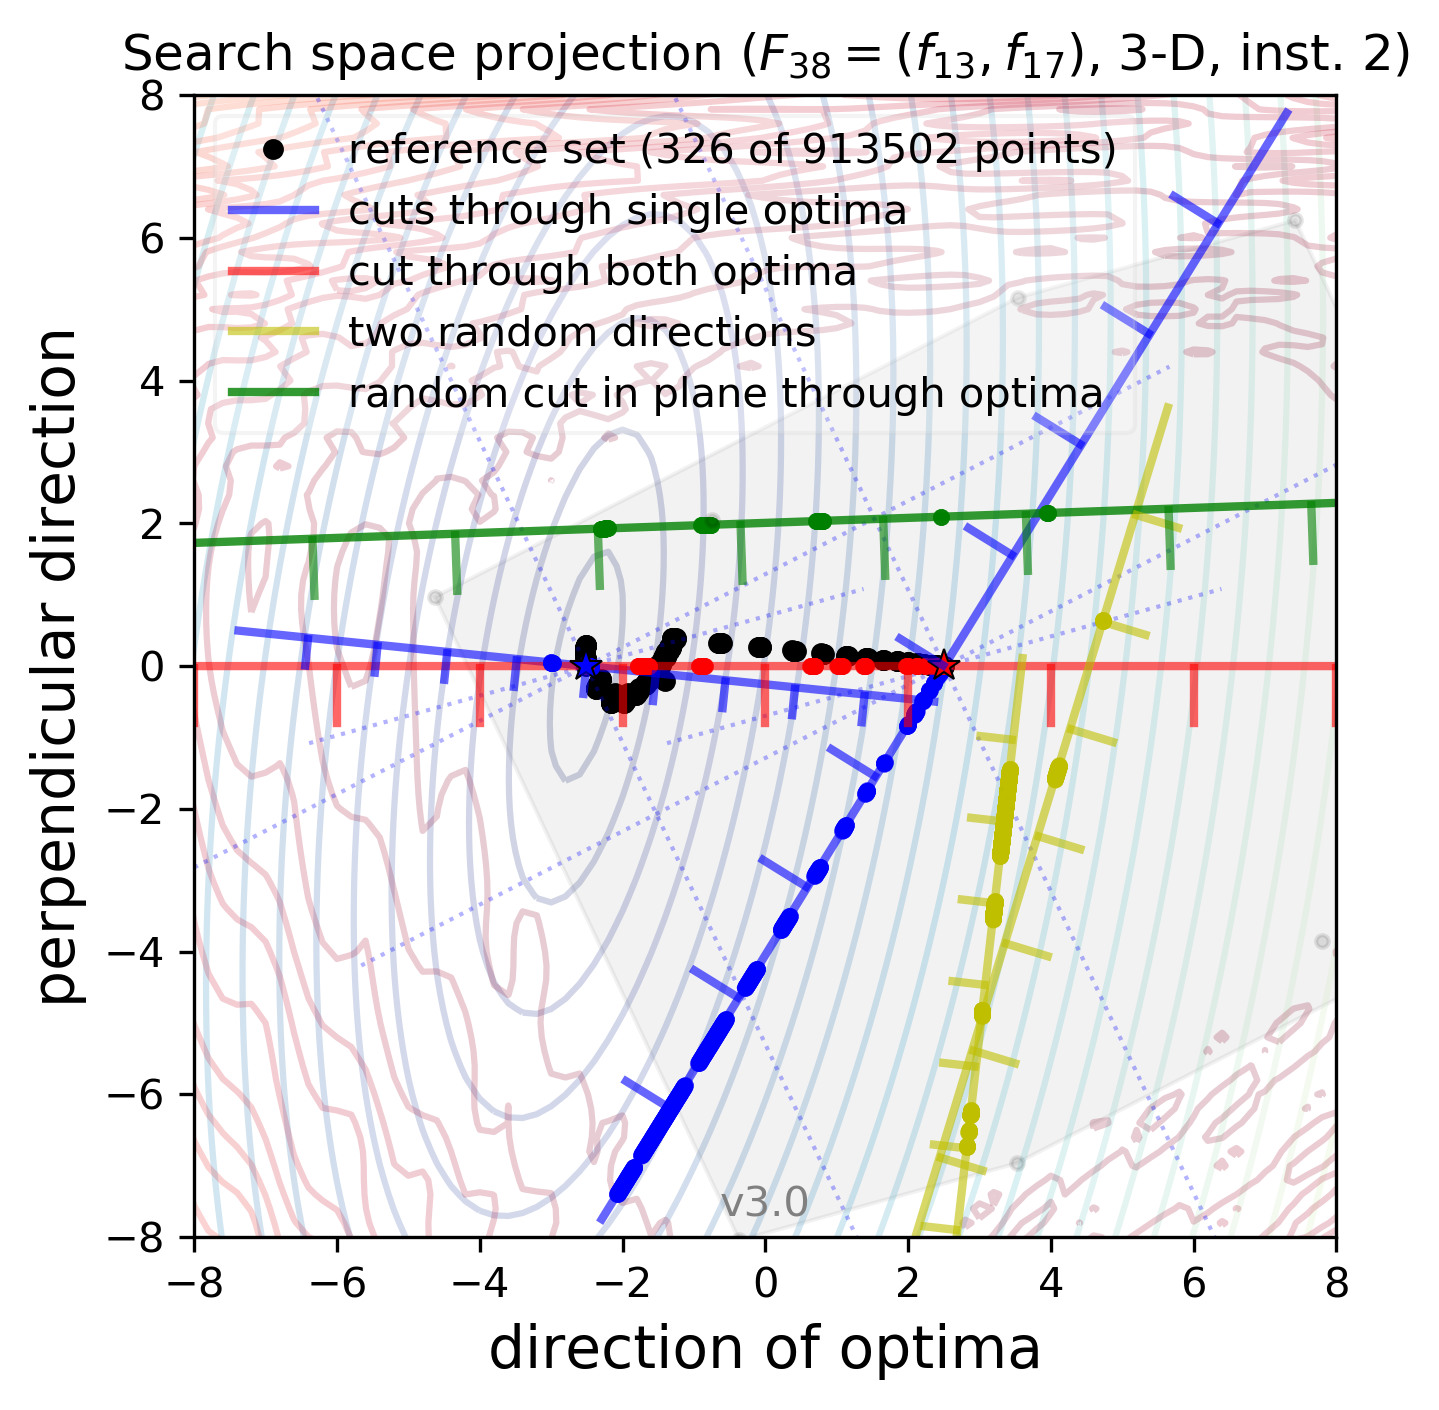 Search space projection (F₃₈ = (f₁₃, f₁₇), 3-D, inst. 2)
reference set (326 of 913502 points)
cuts through single optima
cut through both optima
two random directions
random cut in plane through optima
8
6
4
2
0
−2
−4
−6
−8
perpendicular direction
v3.0
−8 −6 −4 −2 0 2 4 6 8
direction of optima